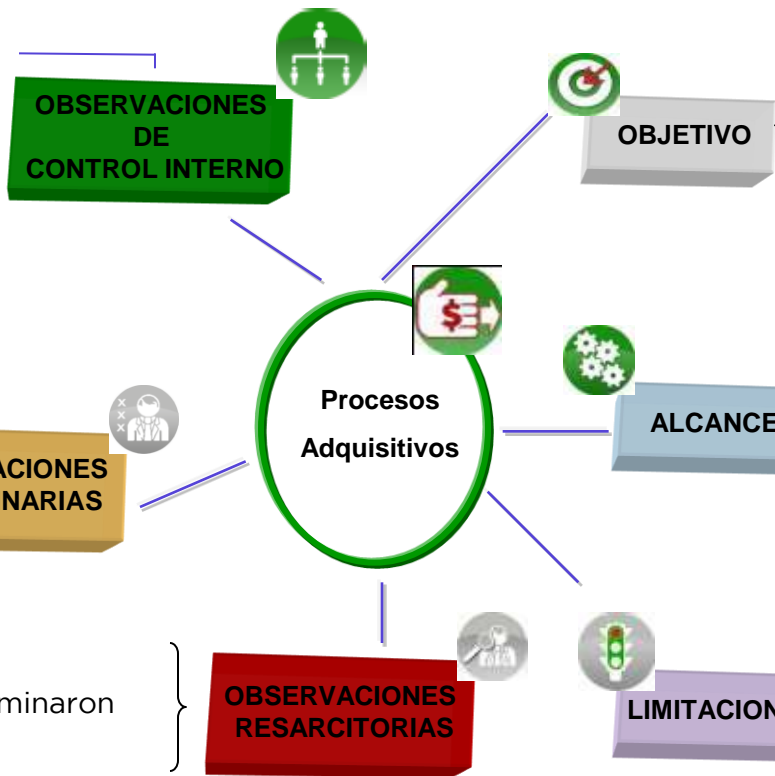 OBSERVACIONES
DE
CONTROL INTERNO
OBJETIVO
$
Procesos
Adquisitivos
ALCANCE
ACIONES
NARIAS
minaron
OBSERVACIONES
RESARCITORIAS
LIMITACION